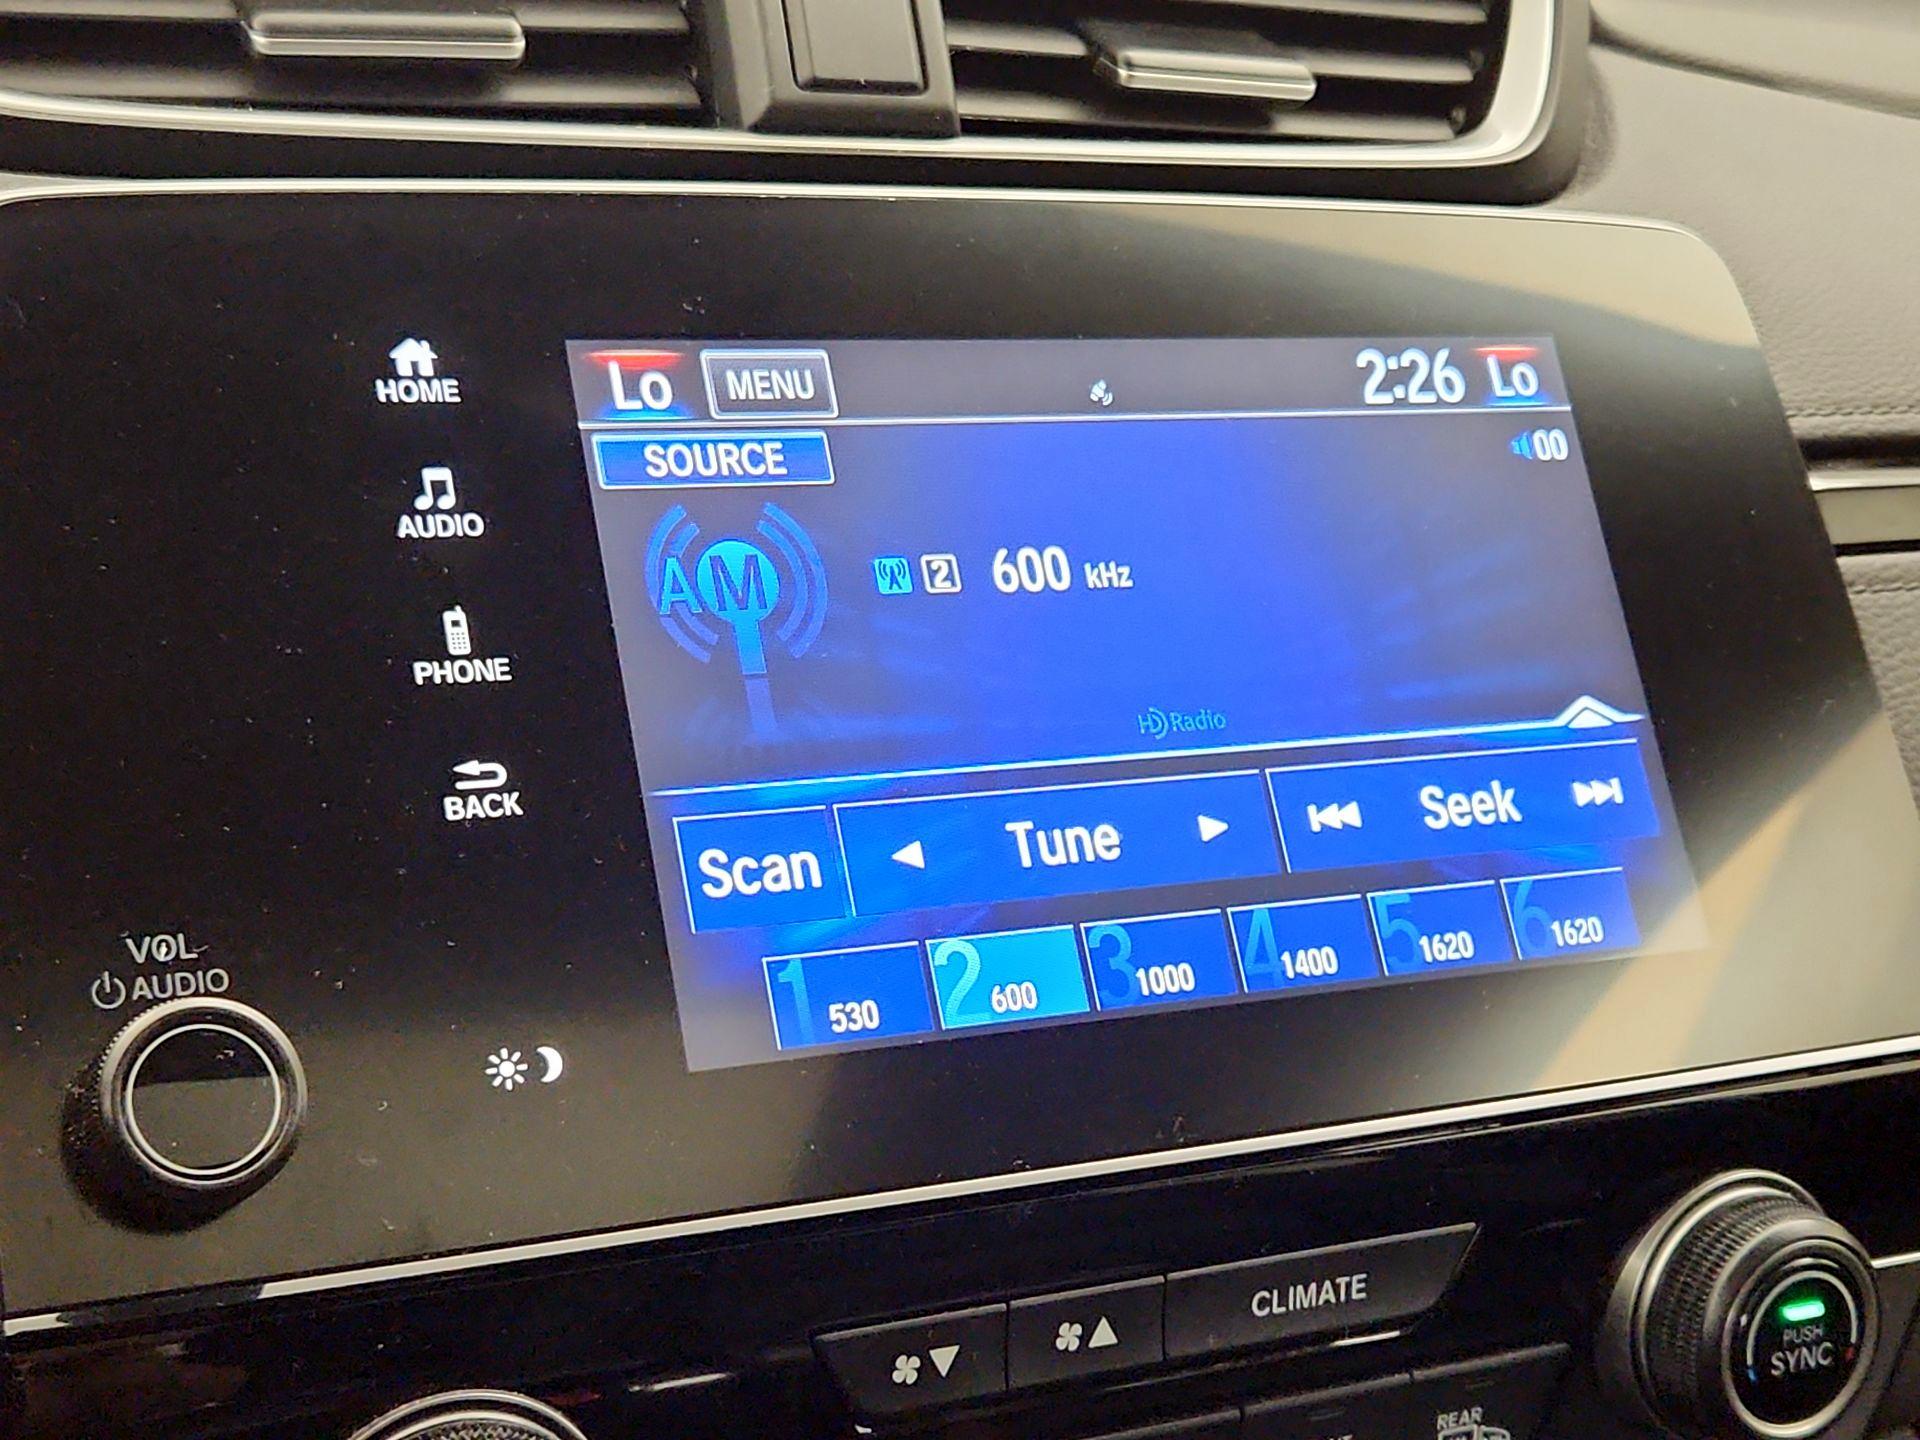 HOME
AUDIO
PHONE
BACK
VOL
AUDIO
Lo MENU 2:26 Lo
SOURCE 00
AM 2 600 kHz
HD Radio
Scan Tune Seek
1 530 2 600 3 1000 4 1400 5 1620 6 1620
CLIMATE
PUSH
SYNC
REAR